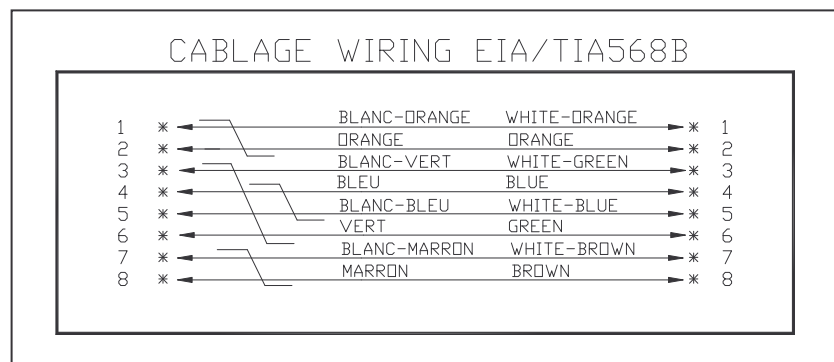 CABLAGE WIRING EIA/TIA568B
1 * BLANC-ORANGE WHITE-ORANGE * 1
2 * ORANGE ORANGE * 2
3 * BLANC-VERT WHITE-GREEN * 3
4 * BLEU BLUE * 4
5 * BLANC-BLEU WHITE-BLUE * 5
6 * VERT GREEN * 6
7 * BLANC-MARRON WHITE-BROWN * 7
8 * MARRON BROWN * 8